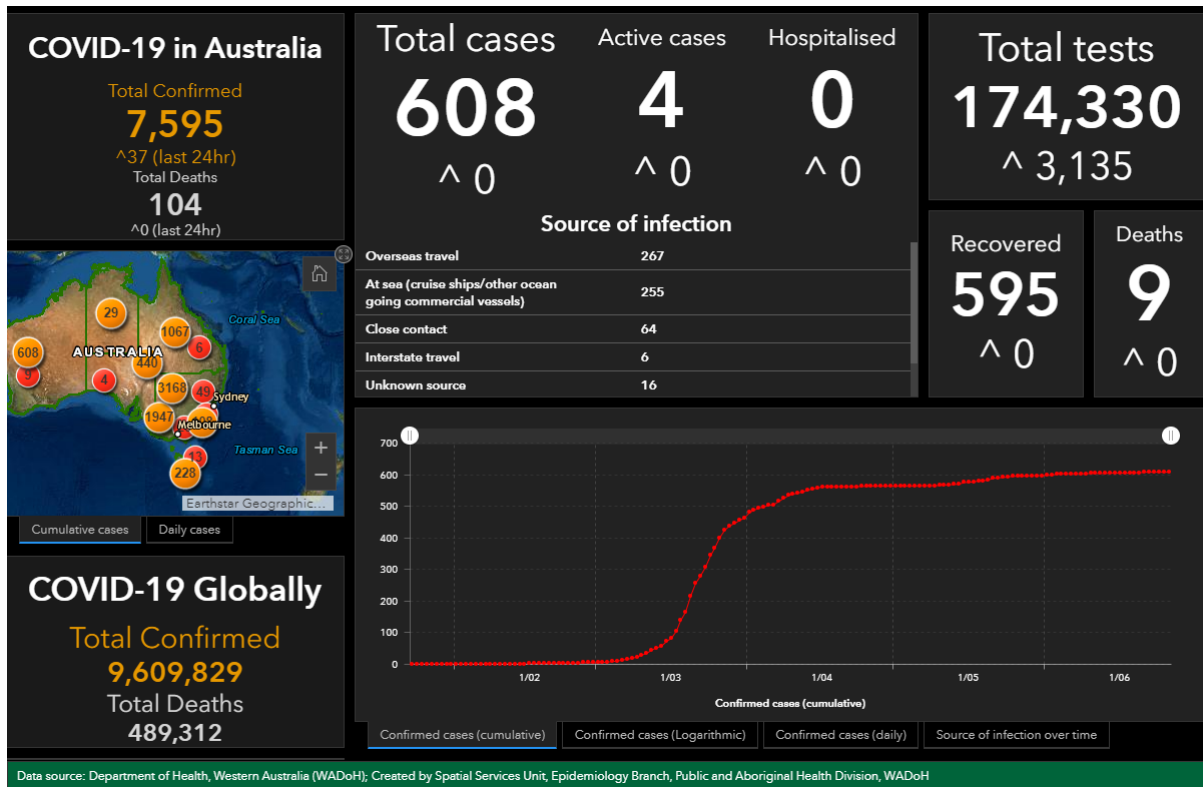 COVID-19 in Australia
Total Confirmed
7,595
^37 (last 24hr)
Total Deaths
104
^0 (last 24hr)
Total cases
608
^ 0
Active cases
4
^ 0
Hospitalised
0
^ 0
Source of infection
Overseas travel 267
At sea (cruise ships/other ocean
going commercial vessels) 255
Close contact 64
Interstate travel 6
Unknown source 16
Total tests
174,330
^ 3,135
Recovered
595
^ 0
Deaths
9
^ 0
29
Coral Sea
1067
6
608
AUSTRALIA
440
9
4
3168
49
Sydney
1947
Melbourne
Tasman Sea
13
228
+
−
Earthstar Geographic...
Cumulative cases
Daily cases
COVID-19 Globally
Total Confirmed
9,609,829
Total Deaths
489,312
700
600
500
400
300
200
100
0
1/02 1/03 1/04 1/05 1/06
Confirmed cases (cumulative)
Confirmed cases (cumulative)
Confirmed cases (Logarithmic)
Confirmed cases (daily)
Source of infection over time
Data source: Department of Health, Western Australia (WADoH); Created by Spatial Services Unit, Epidemiology Branch, Public and Aboriginal Health Division, WADoH